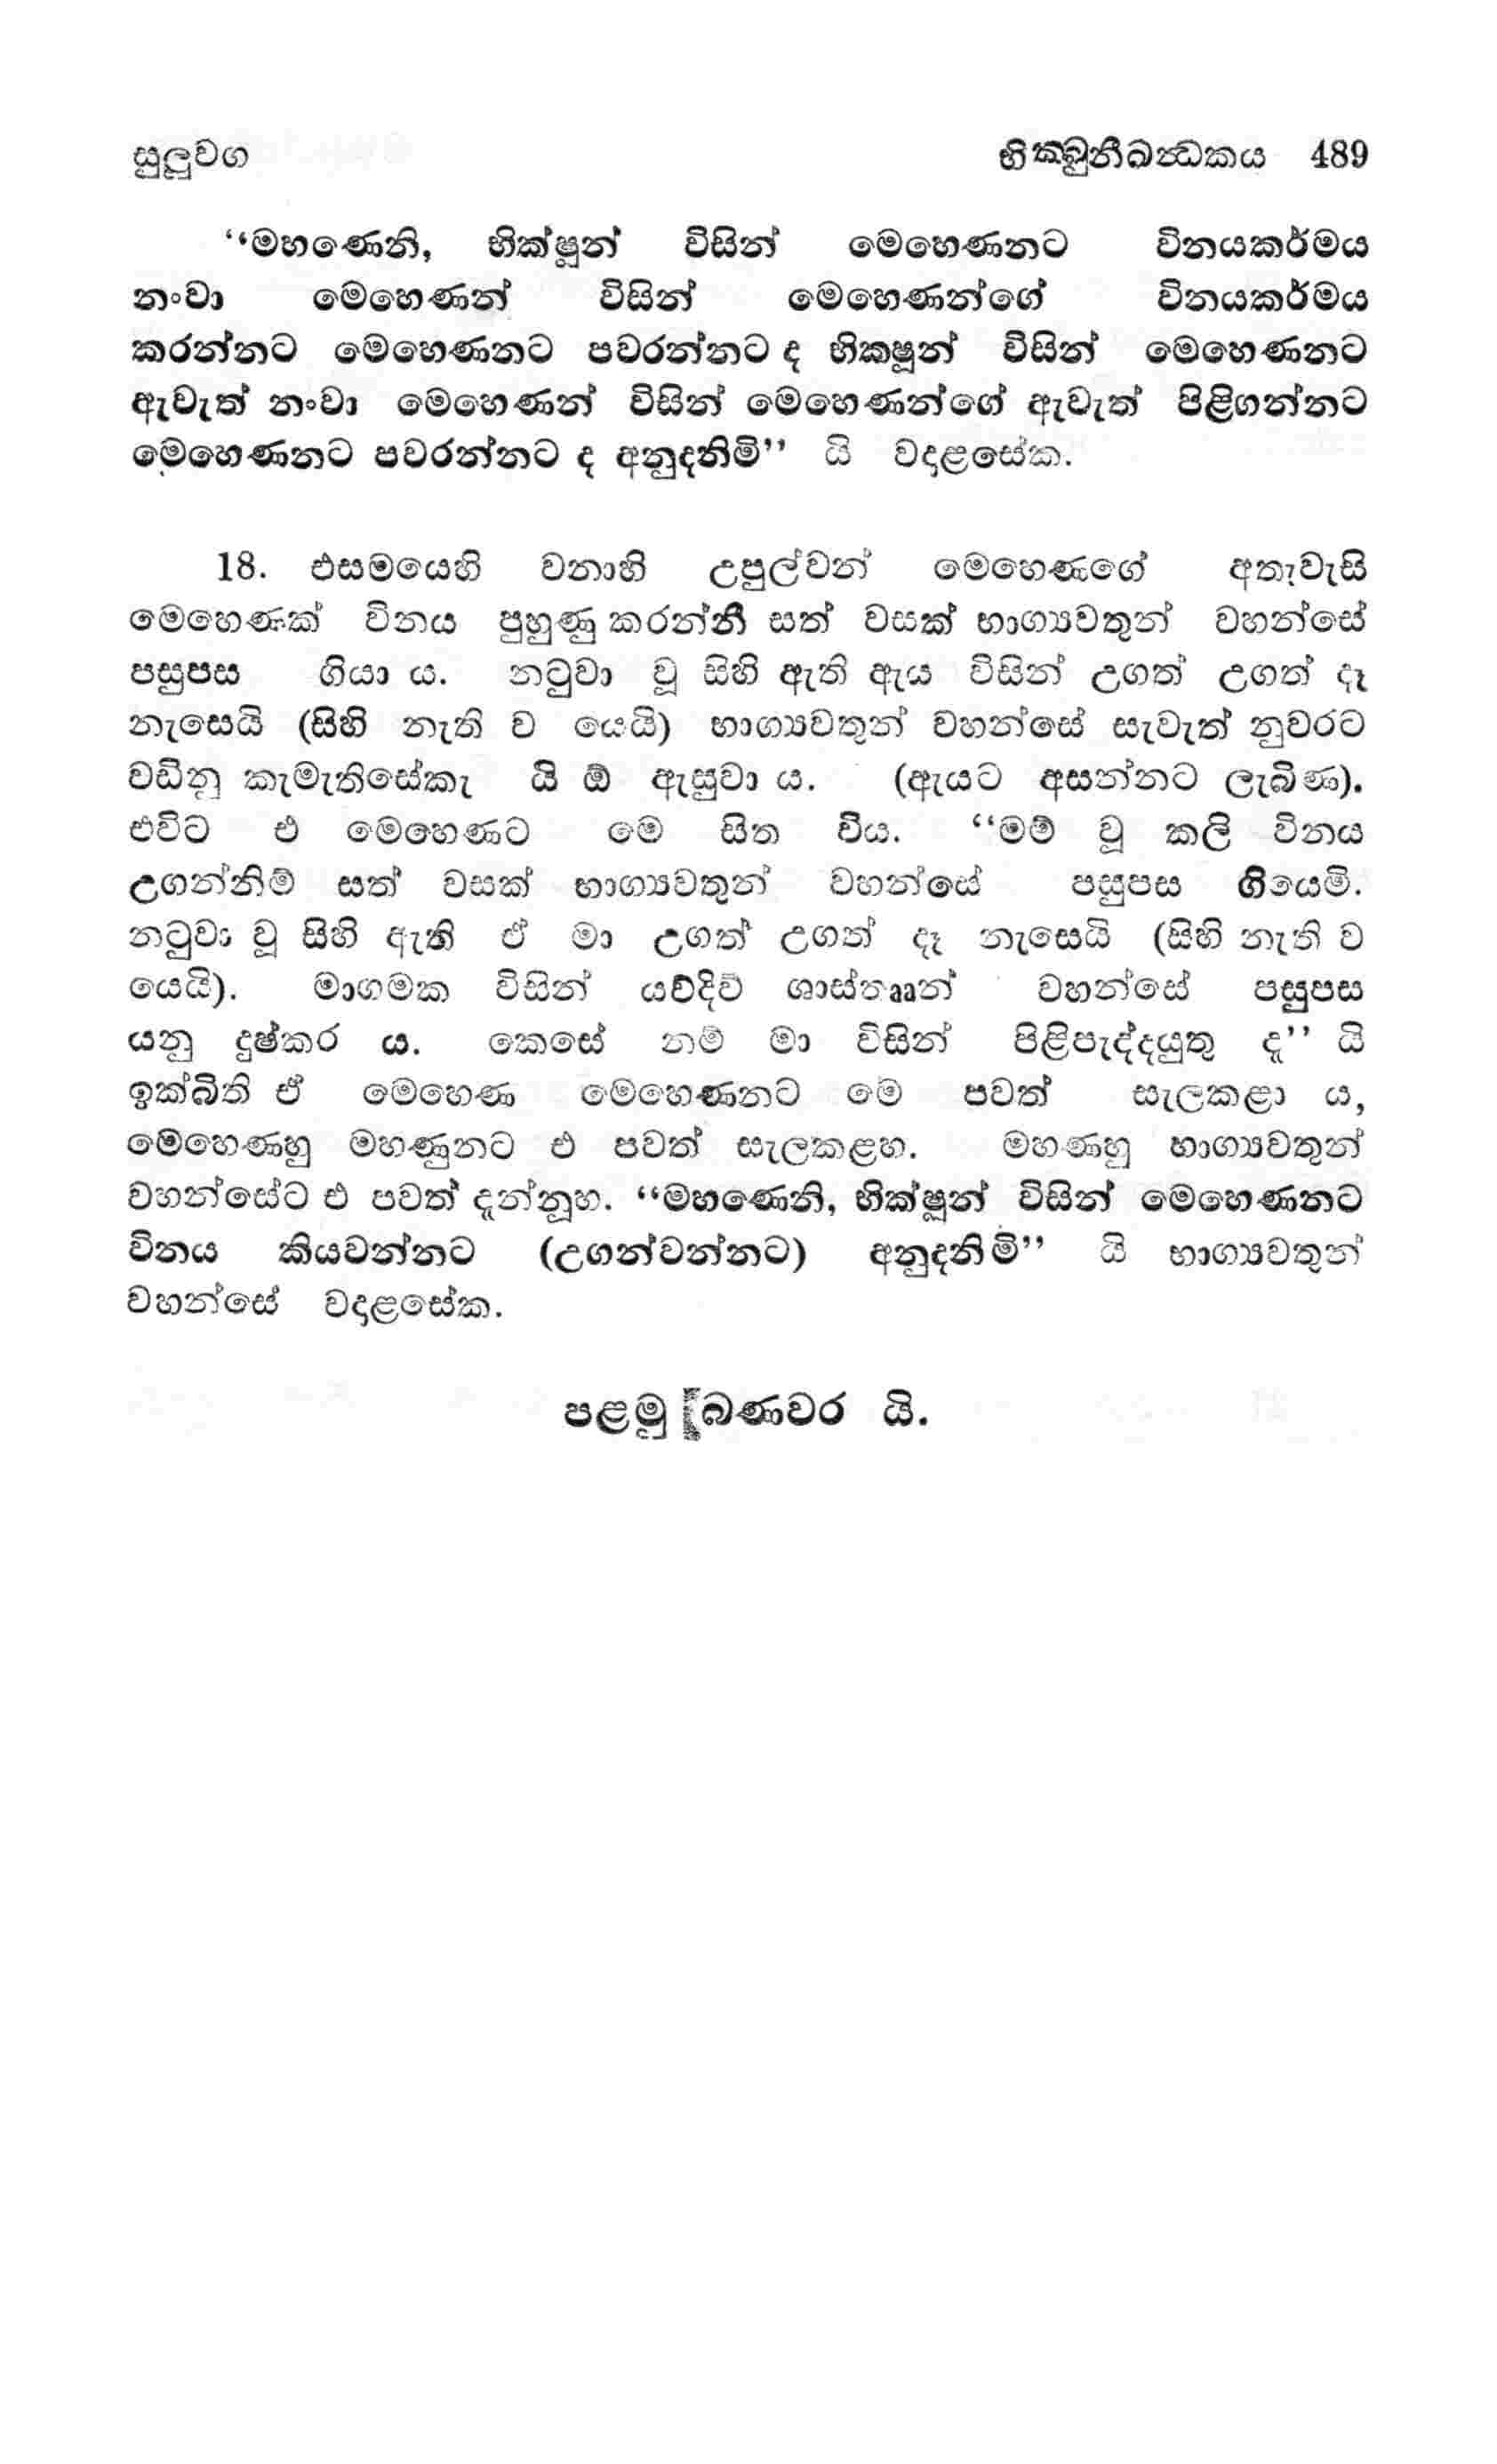 සුලුවග භික්‍ඛුනීඛන්‍ධකය 489
“මහණෙනි, භික්ෂූන් විසින් මෙහෙණනට විනයකර්මය
නංවා මෙහෙණන් විසින් මෙහෙණන්ගේ විනයකර්මය
කරන්නට මෙහෙණනට පවරන්නට ද භික්‍ෂූන් විසින් මෙහෙණනට
ඇවැත් නංවා මෙහෙණන් විසින් මෙහෙණන්ගේ ඇවැත් පිළිගන්නට
මෙහෙණනට පවරන්නට ද අනුදනිමි” යි වදාළසේක.
18. එසමයෙහි වනාහි උපුල්වන් මෙහෙණගේ අතැවැසි
මෙහෙණක් විනය පුහුණු කරන්නී සත් වසක් භාග්‍යවතුන් වහන්සේ
පසුපස ගියා ය. නටුවා වූ සිහි ඇති ඇය විසින් උගත් උගත් දෑ
නැසෙයි (සිහි නැති ව යෙයි) භාග්‍යවතුන් වහන්සේ සැවැත් නුවරට
වඩිනු කැමැතිසේකැ යි ඕ ඇසුවා ය. (ඇයට අසන්නට ලැබිණ).
එවිට එ මෙහෙණට මෙ සිත විය. “මම් වූ කලි විනය
උගන්නිම් සත් වසක් භාග්‍යවතුන් වහන්සේ පසුපස ගියෙමි.
නටුවා වූ සිහි ඇති ඒ මා උගත් උගත් දෑ නැසෙයි (සිහි නැති ව
යෙයි). මාගමක විසින් යව්දිව් ශාස්තෲන් වහන්සේ පසුපස
යනු දුෂ්කර ය. කෙසේ නම් මා විසින් පිළිපැද්දයුතු දැ” යි
ඉක්බිති ඒ මෙහෙණ මෙහෙණනට මේ පවත් සැලකළා ය,
මෙහෙණහු මහණුනට එ පවත් සැලකළහ. මහණහු භාග්‍යවතුන්
වහන්සේට එ පවත් දැන්නූහ. “මහණෙනි, භික්ෂූන් විසින් මෙහෙණනට
විනය කියවන්නට (උගන්වන්නට) අනුදනිමි” යි භාග්‍යවතුන්
වහන්සේ වදාළසේක.
පළමු බණවර යි.